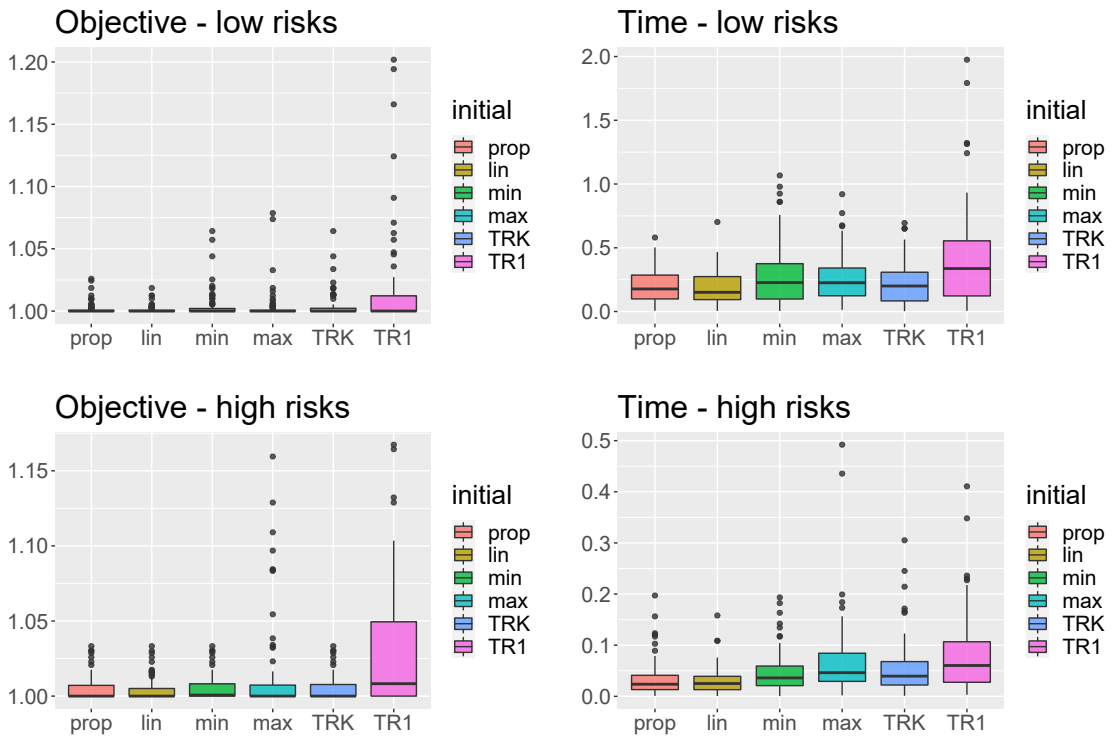 Objective - low risks
1.20
1.15
1.10
1.05
1.00
prop lin min max TRK TR1
initial
prop
lin
min
max
TRK
TR1
Time - low risks
2.0
1.5
1.0
0.5
0.0
prop lin min max TRK TR1
initial
prop
lin
min
max
TRK
TR1
Objective - high risks
1.15
1.10
1.05
1.00
prop lin min max TRK TR1
initial
prop
lin
min
max
TRK
TR1
Time - high risks
0.5
0.4
0.3
0.2
0.1
0.0
prop lin min max TRK TR1
initial
prop
lin
min
max
TRK
TR1